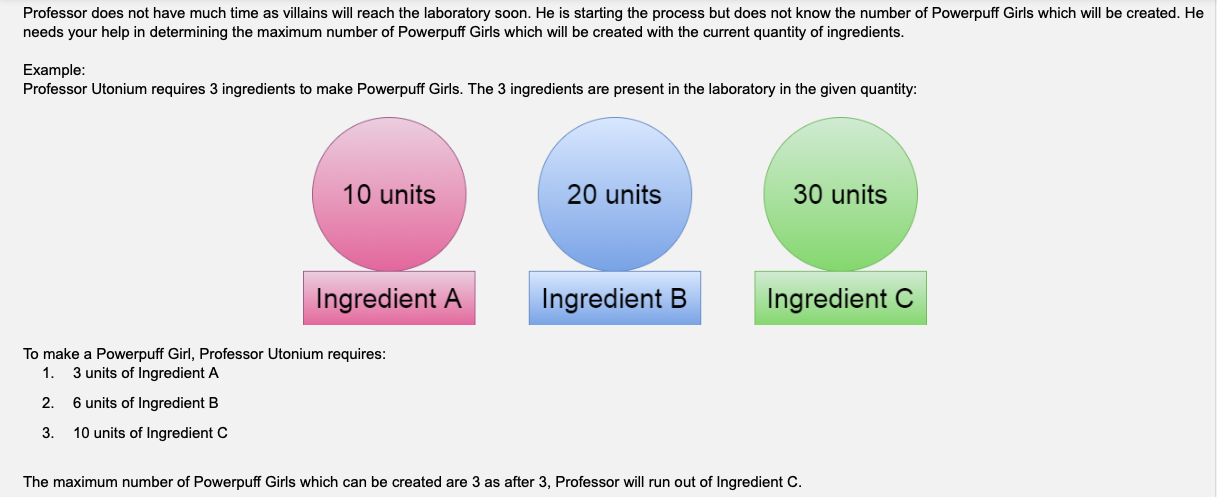 Professor does not have much time as villains will reach the laboratory soon. He is starting the process but does not know the number of Powerpuff Girls which will be created. He
needs your help in determining the maximum number of Powerpuff Girls which will be created with the current quantity of ingredients.
Example:
Professor Utonium requires 3 ingredients to make Powerpuff Girls. The 3 ingredients are present in the laboratory in the given quantity:
10 units
20 units
30 units
Ingredient A
Ingredient B
Ingredient C
To make a Powerpuff Girl, Professor Utonium requires:
1. 3 units of Ingredient A
2. 6 units of Ingredient B
3. 10 units of Ingredient C
The maximum number of Powerpuff Girls which can be created are 3 as after 3, Professor will run out of Ingredient C.